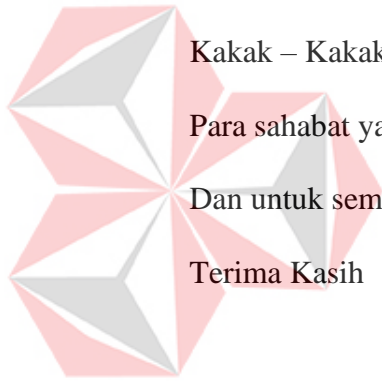 Kakak – Kakak
Para sahabat
Dan untuk
Terima Kasih